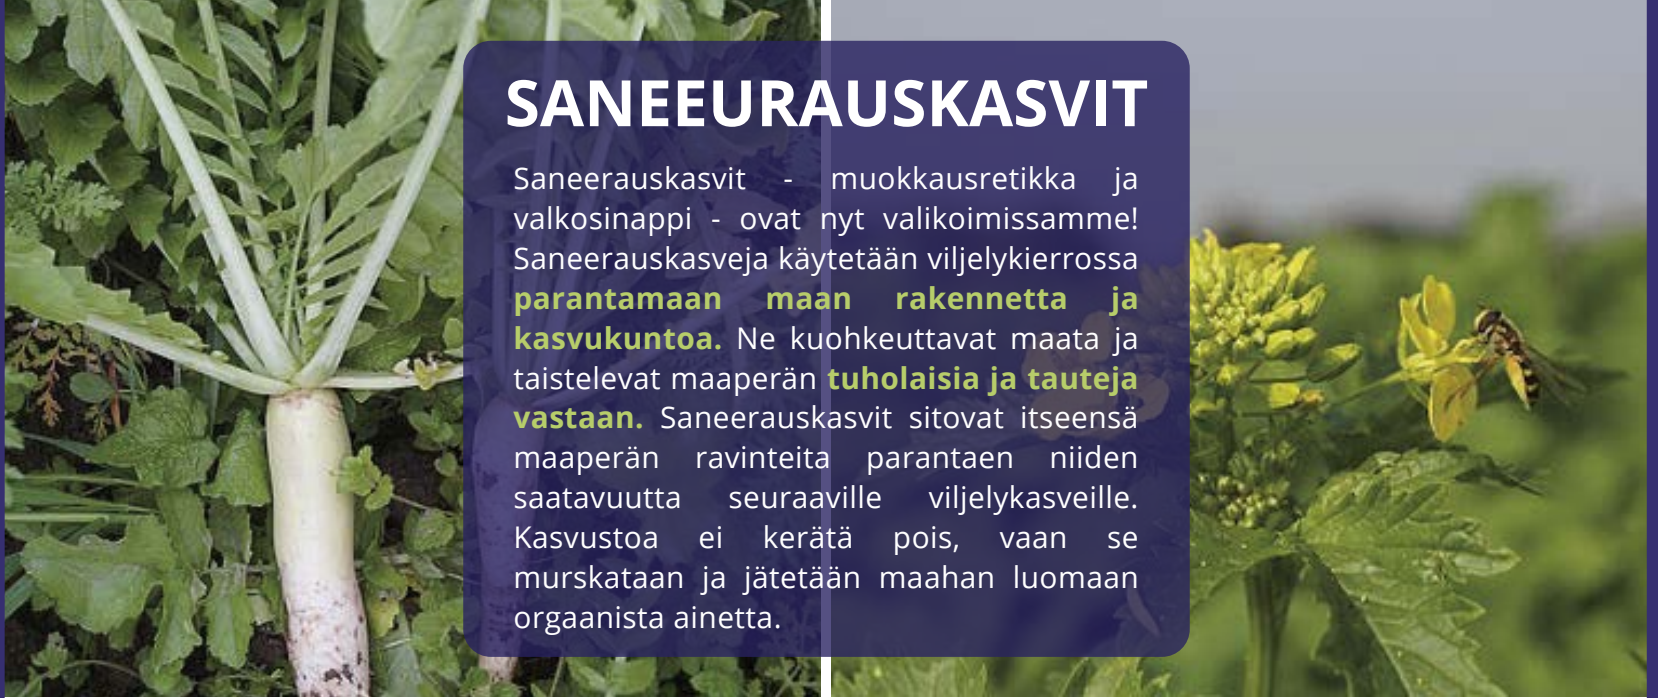 SANEEURAUSKASVIT
Saneerauskasvit - muokkausretikka ja
valkosinappi - ovat nyt valikoimissamme!
Saneerauskasveja käytetään viljelykierrossa
parantamaan maan rakennetta ja
kasvukuntoa. Ne kuohkeuttavat maata ja
taistelevat maaperän tuholaisia ja tauteja
vastaan. Saneerauskasvit sitovat itseensä
maaperän ravinteita parantaen niiden
saatavuutta seuraaville viljelykasveille.
Kasvustoa ei kerätä pois, vaan se
murskataan ja jätetään maahan luomaan
orgaanista ainetta.